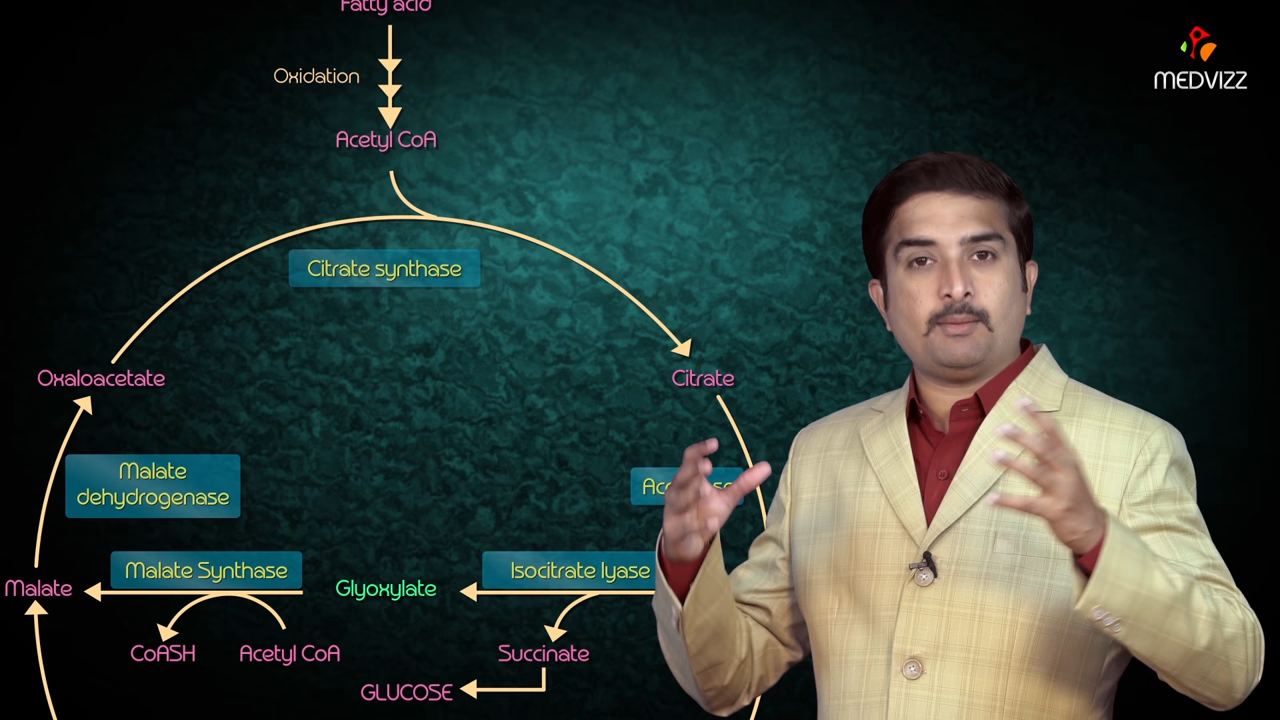 Fatty acid
MEDVIZZ
Oxidation
Acetyl CoA
Citrate synthase
Oxaloacetate
Citrate
Malate
dehydrogenase
Malate Synthase
Isocitrate lyase
Malate
Glyoxylate
CoASH
Acetyl CoA
Succinate
GLUCOSE